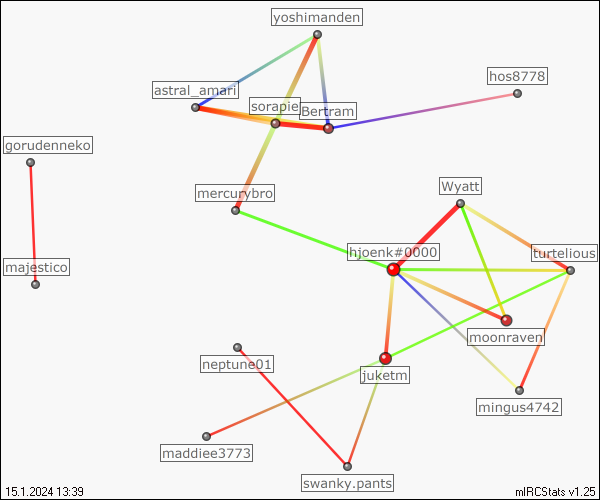 yoshimanden
hos8778
astral_amari
sorapie
Bertram
gorudenneko
mercurybro
Wyatt
hjoenk#0000
turtelious
majestico
moonraven
neptune01
juketm
mingus4742
maddiee3773
swanky.pants
15.1.2024 13:39
mIRCStats v1.25